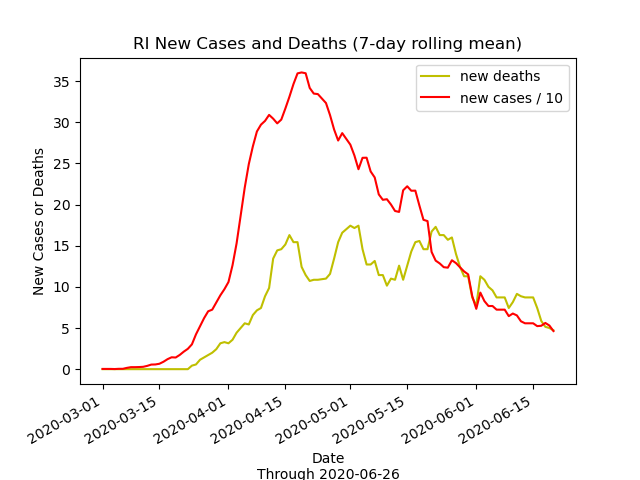 RI New Cases and Deaths (7-day rolling mean)
new deaths
new cases / 10
35
30
25
20
15
10
5
0
New Cases or Deaths
2020-03-01
2020-03-15
2020-04-01
2020-04-15
2020-05-01
2020-05-15
2020-06-01
2020-06-15
Date
Through 2020-06-26